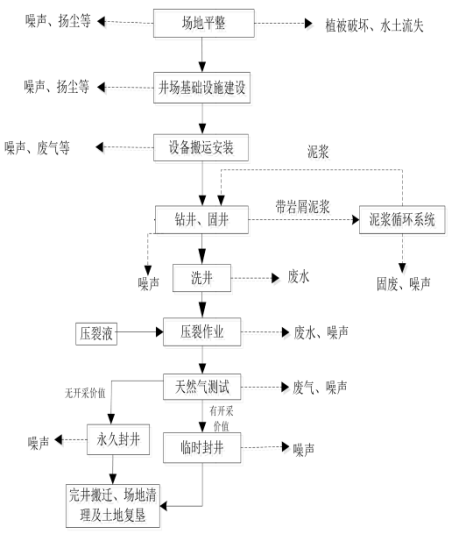 噪声、扬尘等
场地平整
植被破坏、水土流失
噪声、扬尘等
井场基础设施建设
噪声、废气等
设备搬运安装
泥浆
钻井、固井
带岩屑泥浆
泥浆循环系统
噪声
洗井
废水
固废、噪声
压裂液
压裂作业
废水、噪声
天然气测试
废气、噪声
无开采价值
有开采
价值
噪声
永久封井
临时封井
噪声
完井搬迁、场地清
理及土地复垦